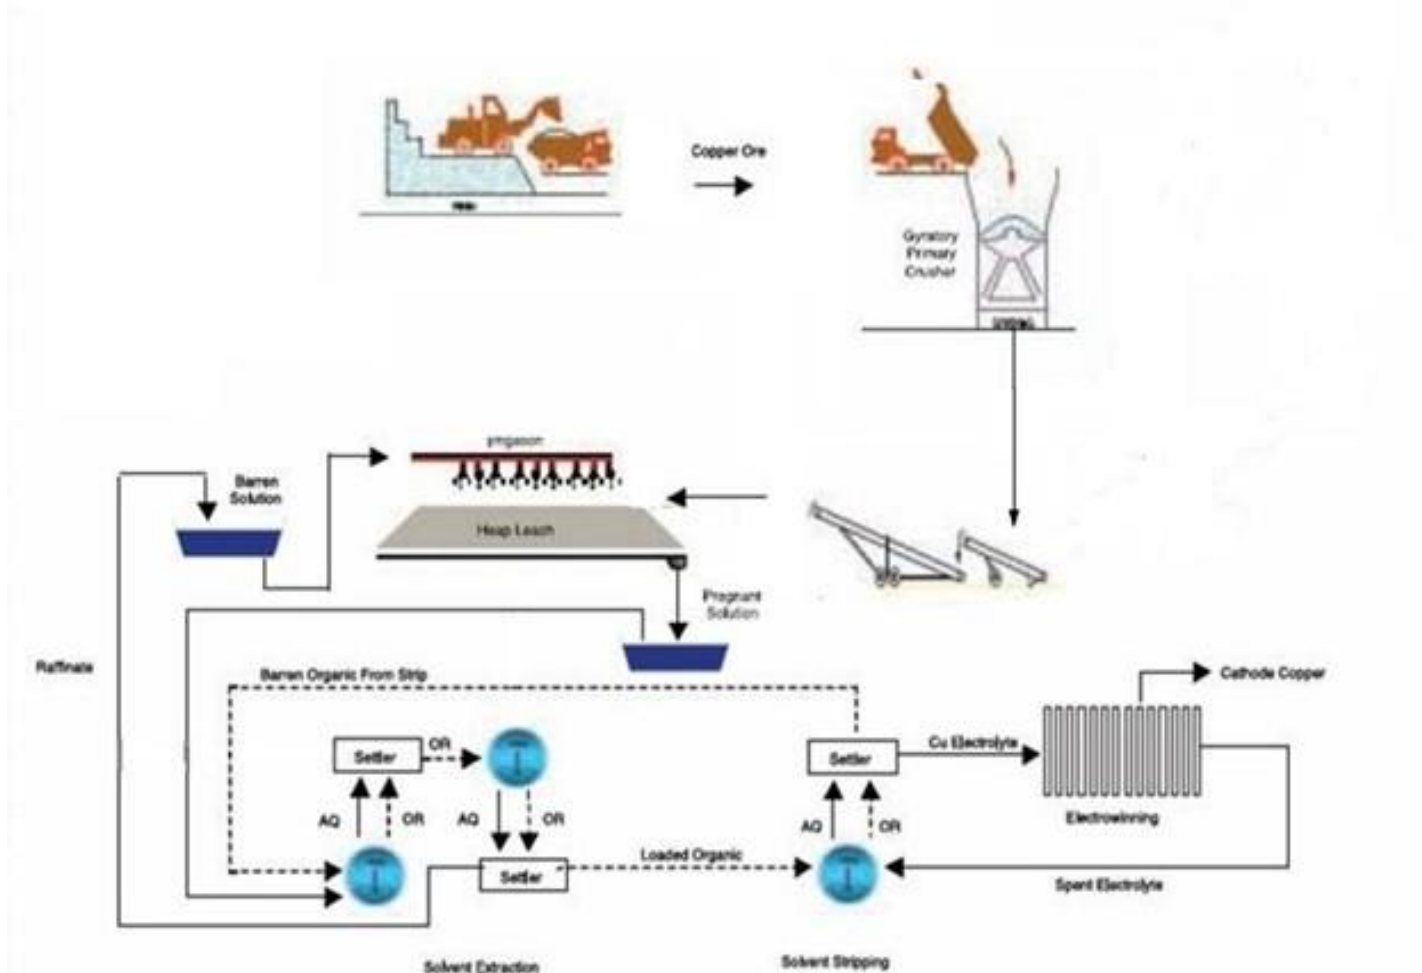 Copper Ore
Gyratory
Primary
Crusher
Irrigation
Barren
Solution
Heap Leach
Pregnant
Solution
Raffinate
Barren Organic From Strip
Cathode Copper
Settler
OR
Settler
Cu Electrolyte
AQ
OR
AQ
OR
AQ
OR
Electrowinning
Loaded Organic
Settler
Spent Electrolyte
Solvent Extraction
Solvent Stripping